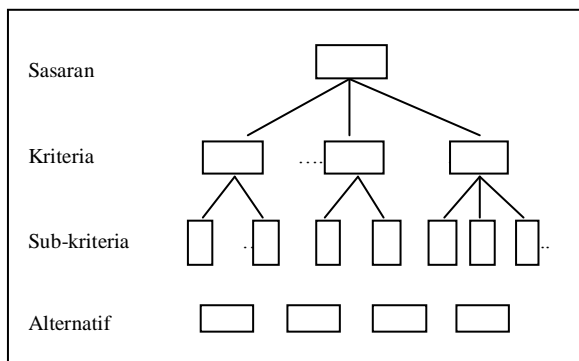 Sasaran
Kriteria ....
Sub-kriteria .. ..
Alternatif